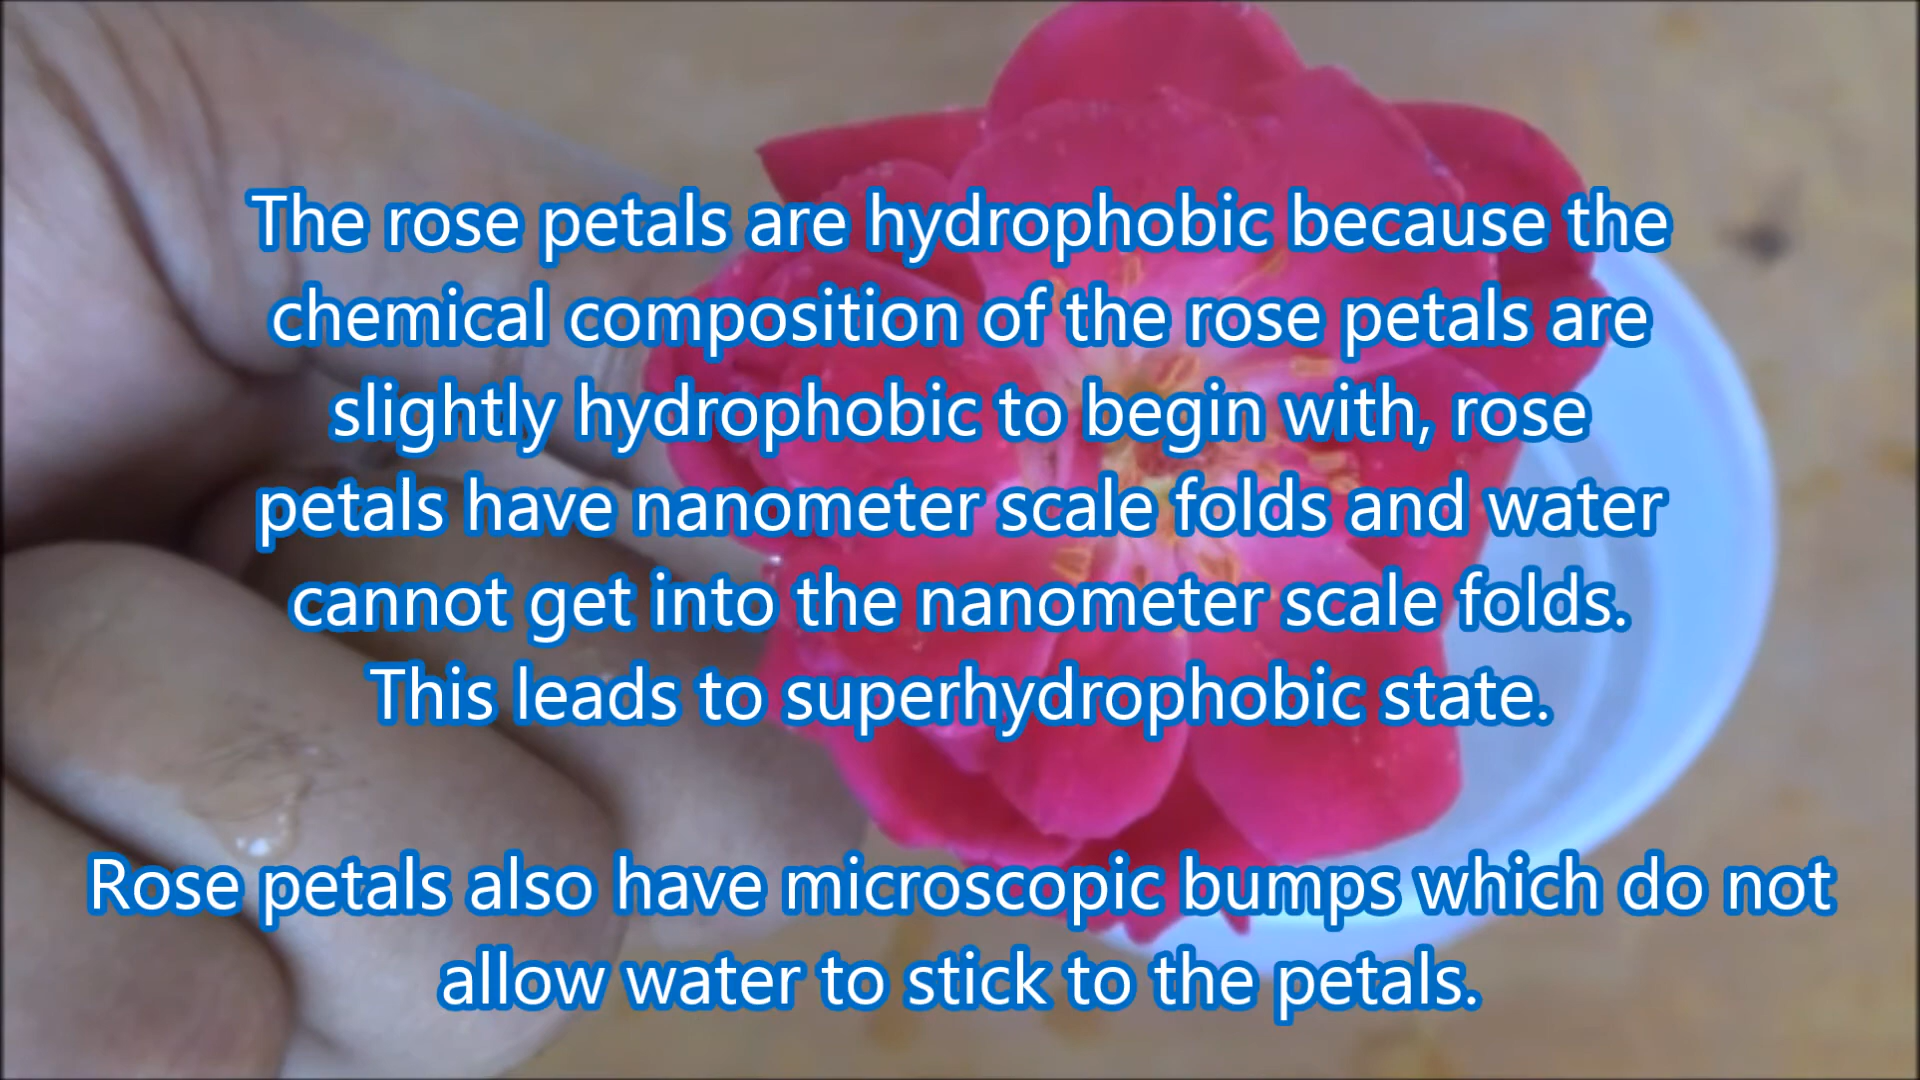 The rose petals are hydrophobic because the
chemical composition of the rose petals are
slightly hydrophobic to begin with, rose
petals have nanometer scale folds and water
cannot get into the nanometer scale folds.
This leads to superhydrophobic state.
Rose petals also have microscopic bumps which do not
allow water to stick to the petals.